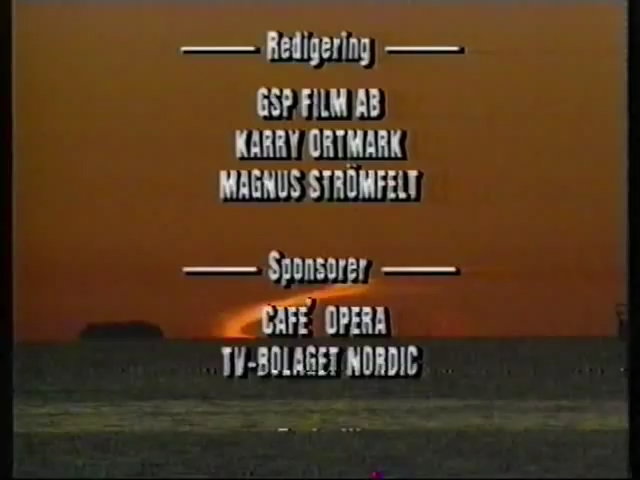 Redigering
GSP FILM AB
KARRY ORTMARK
MAGNUS STRÖMFELT
Sponsorer
CAFÉ OPERA
TV-BOLAGET NORDIC